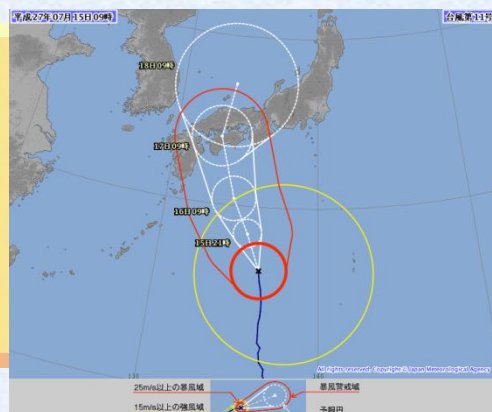 平成27年07月15日09時
台風第11号
18日09時
17日09時
16日09時
15日21時
130
140
All rights reserved. Copyright © Japan Meteorological Agency
25m/s以上の暴風域
暴風警戒域
15m/s以上の強風域
予報円